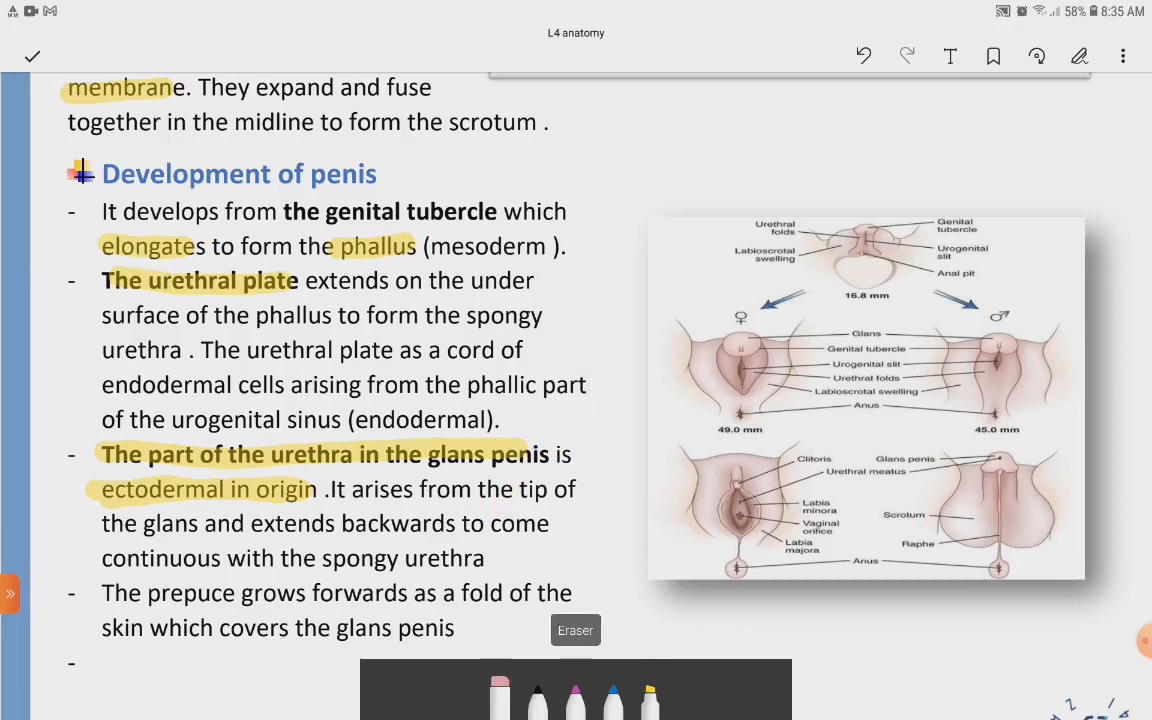 58% 8:35 AM
L4 anatomy
T
membrane. They expand and fuse
together in the midline to form the scrotum .
Development of penis
- It develops from the genital tubercle which
elongates to form the phallus (mesoderm ).
- The urethral plate extends on the under
surface of the phallus to form the spongy
urethra . The urethral plate as a cord of
endodermal cells arising from the phallic part
of the urogenital sinus (endodermal).
- The part of the urethra in the glans penis is
ectodermal in origin .It arises from the tip of
the glans and extends backwards to come
continuous with the spongy urethra
- The prepuce grows forwards as a fold of the
skin which covers the glans penis
-
Urethral
folds
Labioscrotal
swelling
Genital
tubercle
Urogenital
slit
Anal pit
16.8 mm
♀
♂
Glans
Genital tubercle
Urogenital slit
Urethral folds
Labioscrotal swelling
Anus
49.0 mm
45.0 mm
Clitoris
Labia
minora
Vaginal
orifice
Labia
majora
Glans penis
Urethral meatus
Scrotum
Raphe
Anus
Eraser